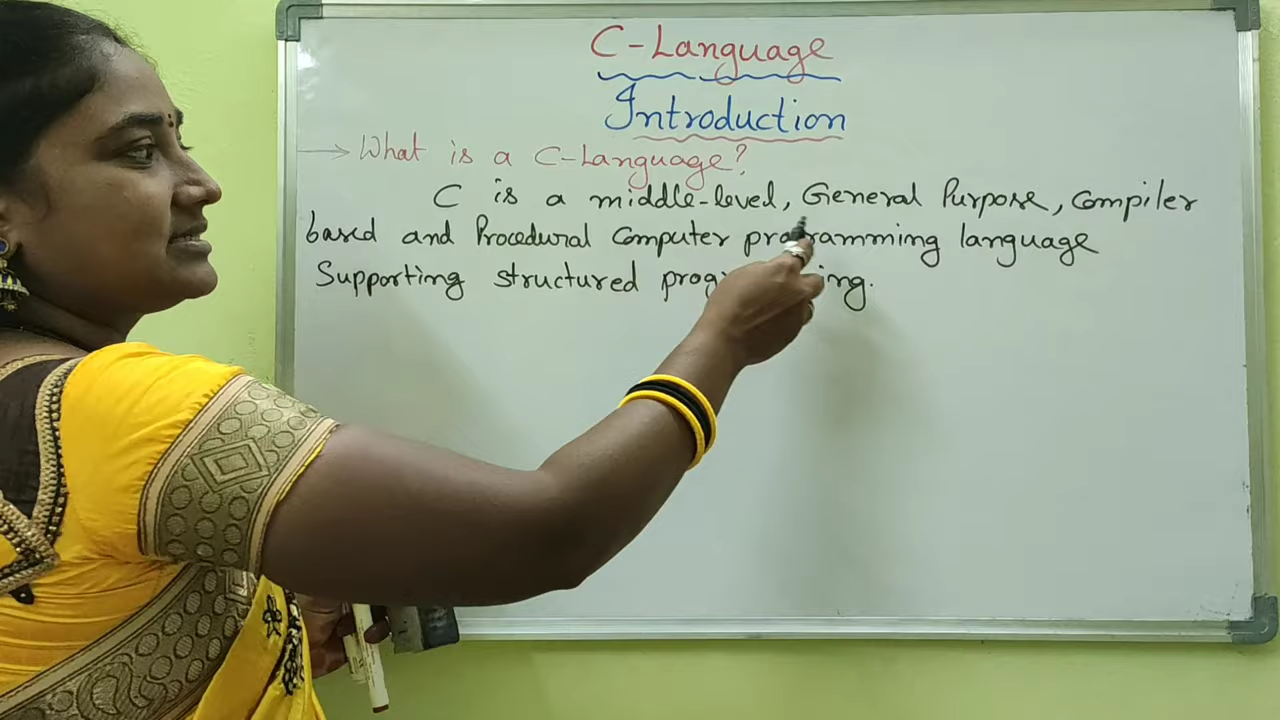 C-Language
Introduction
→ What is a C-Language?
C is a middle-level, General Purpose, Compiler
based and Procedural Computer programming language
Supporting structured